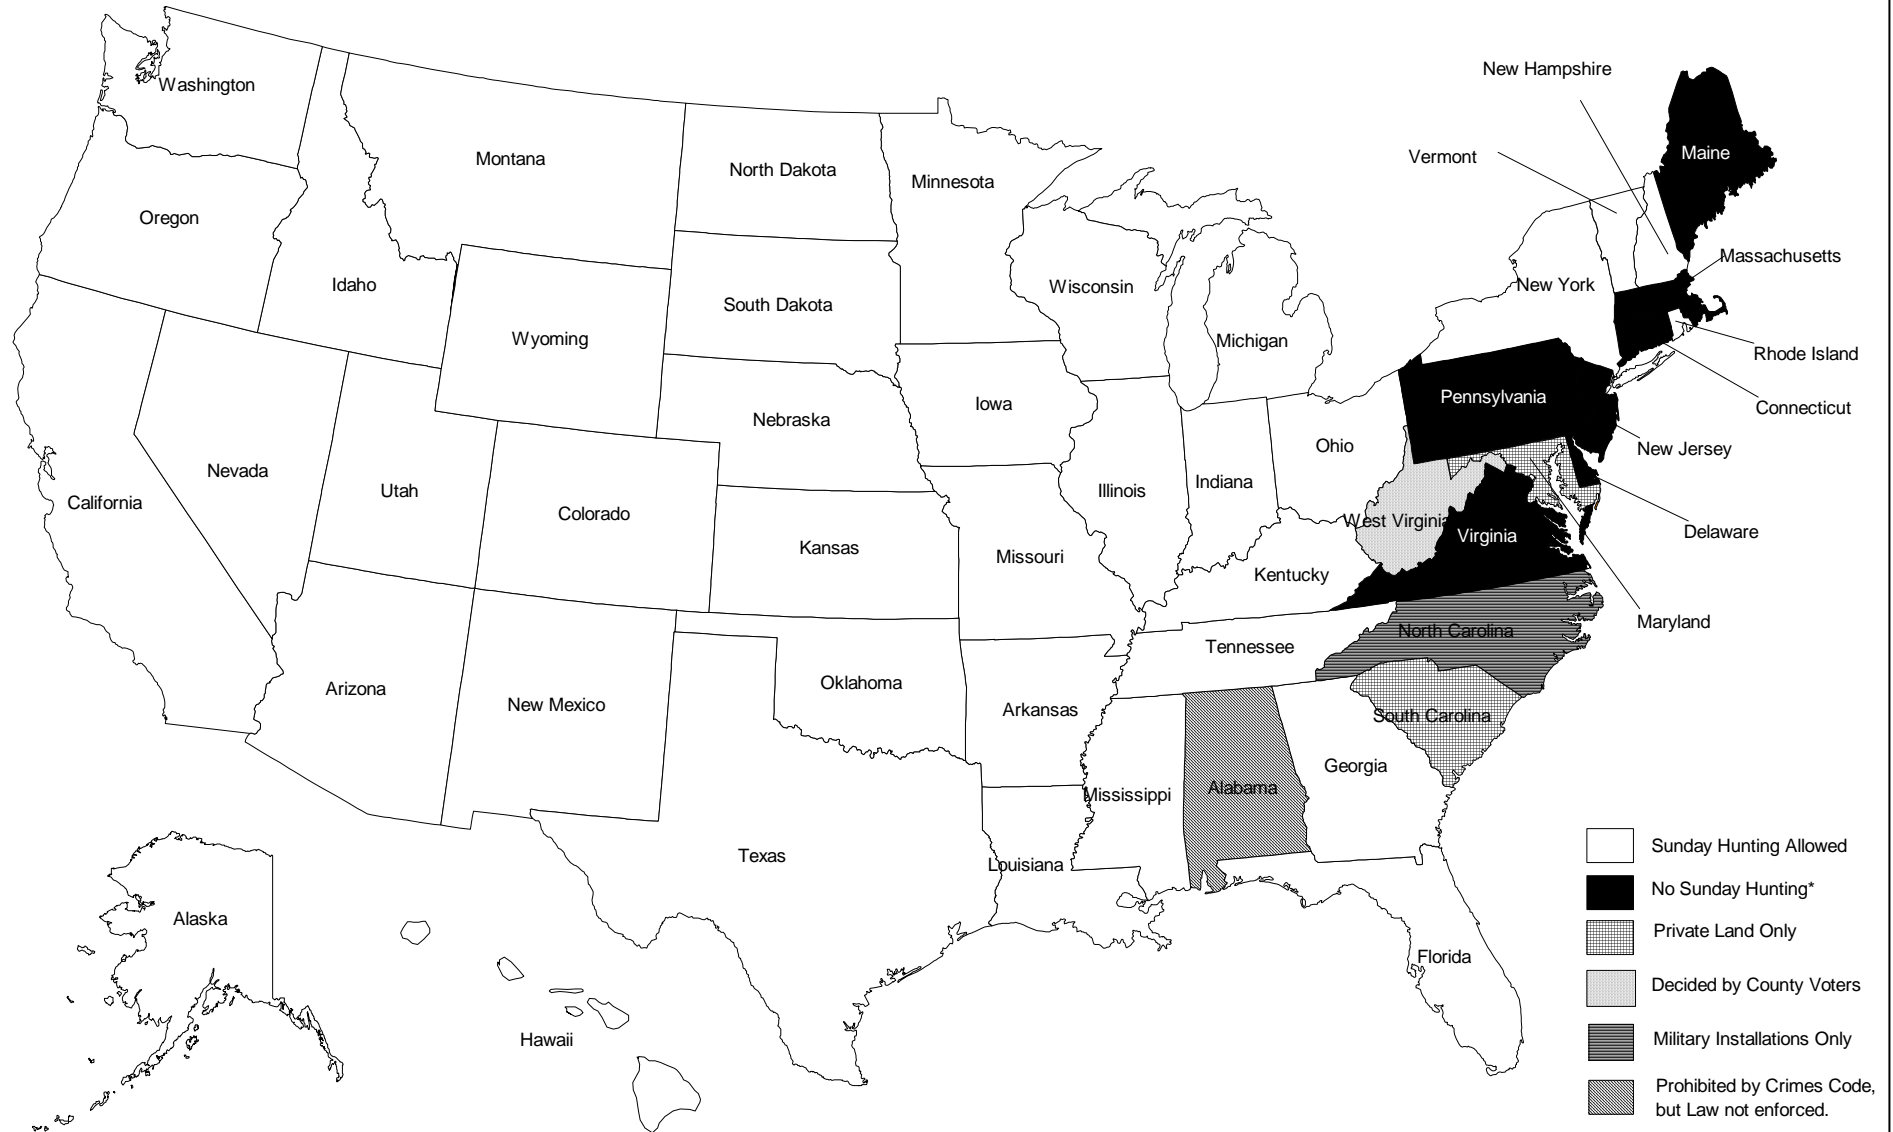 New Hampshire
Washington
Vermont
Maine
Montana
North Dakota
Minnesota
Oregon
Massachusetts
Idaho
Wisconsin
New York
South Dakota
Wyoming
Michigan
Rhode Island
Pennsylvania
Iowa
Connecticut
Nebraska
Ohio
New Jersey
Nevada
Indiana
Utah
Illinois
California
Colorado
West Virginia
Delaware
Virginia
Kansas
Missouri
Kentucky
Maryland
North Carolina
Tennessee
Oklahoma
Arizona
New Mexico
Arkansas
South Carolina
Georgia
Alabama
Mississippi
Texas
Louisiana
Alaska
Florida
Hawaii
Sunday Hunting Allowed
No Sunday Hunting*
Private Land Only
Decided by County Voters
Military Installations Only
Prohibited by Crimes Code,
but Law not enforced.